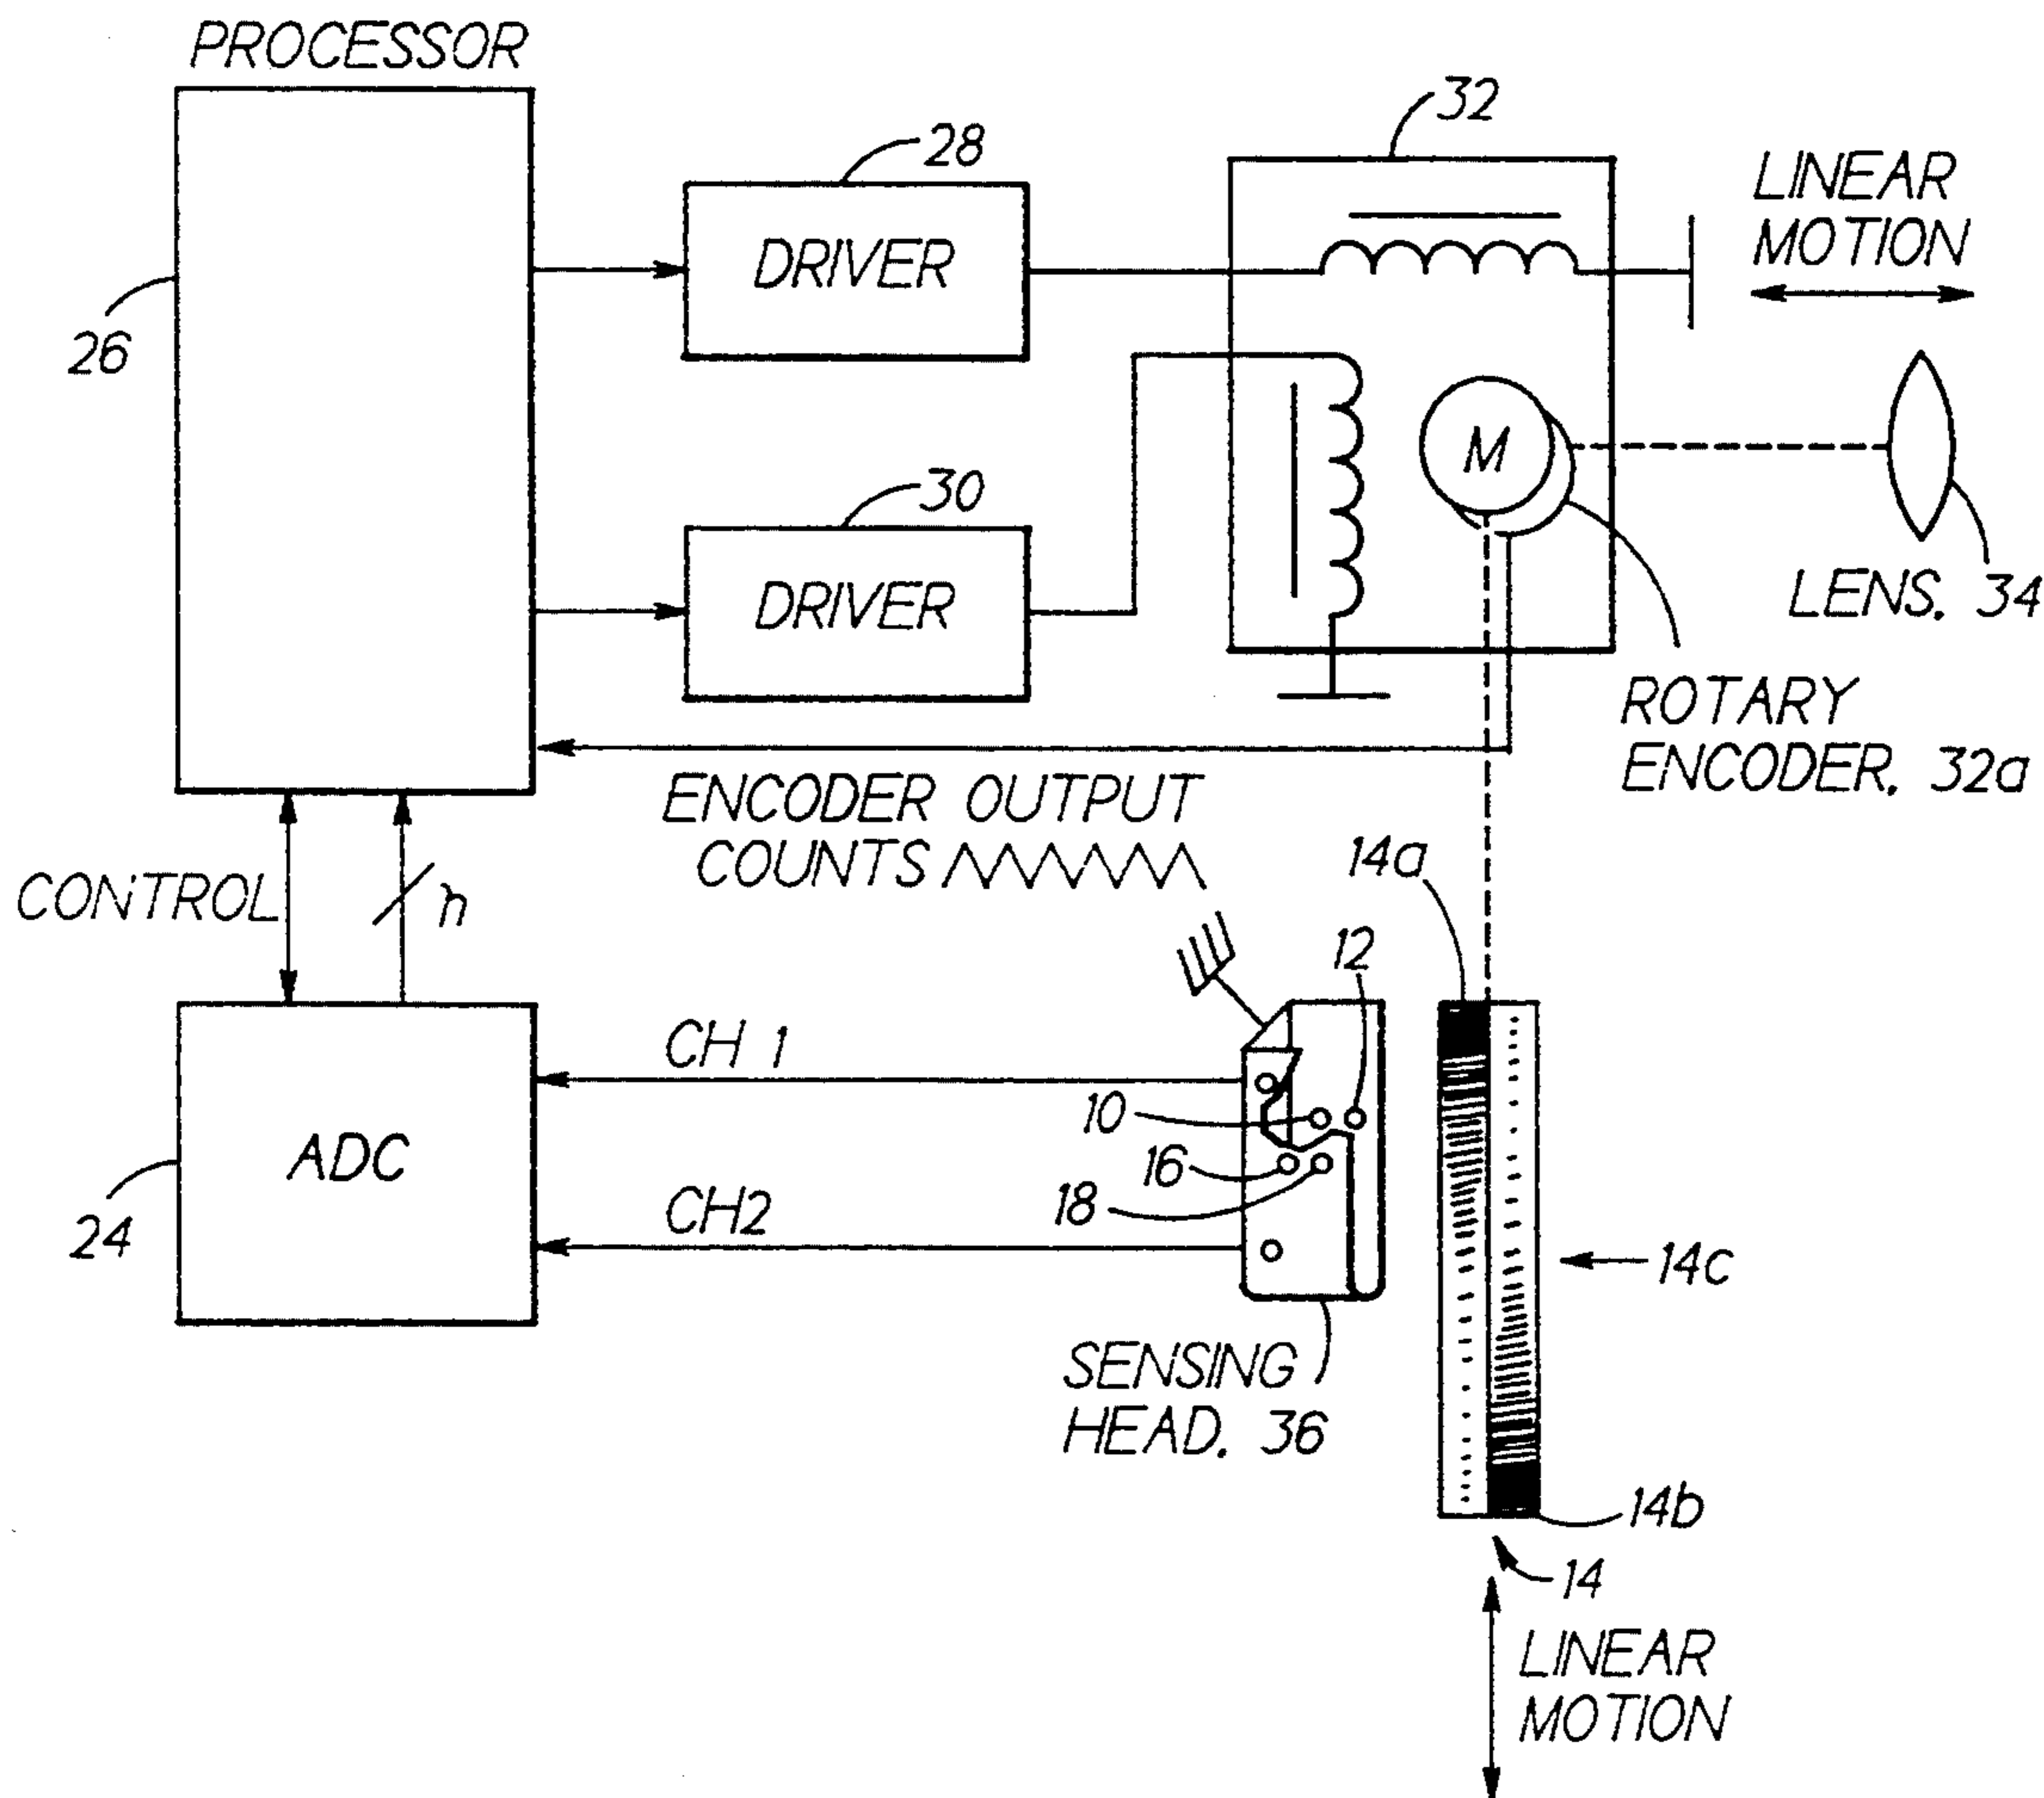 PROCESSOR
32
28
LINEAR
MOTION
DRIVER
26
M
30
DRIVER
LENS. 34
ROTARY
ENCODER. 32a
ENCODER OUTPUT
COUNTS
14a
CONTROL
n
12
CH 1
10
ADC
16
18
CH2
24
14c
SENSING
HEAD. 36
14b
14
LINEAR
MOTION